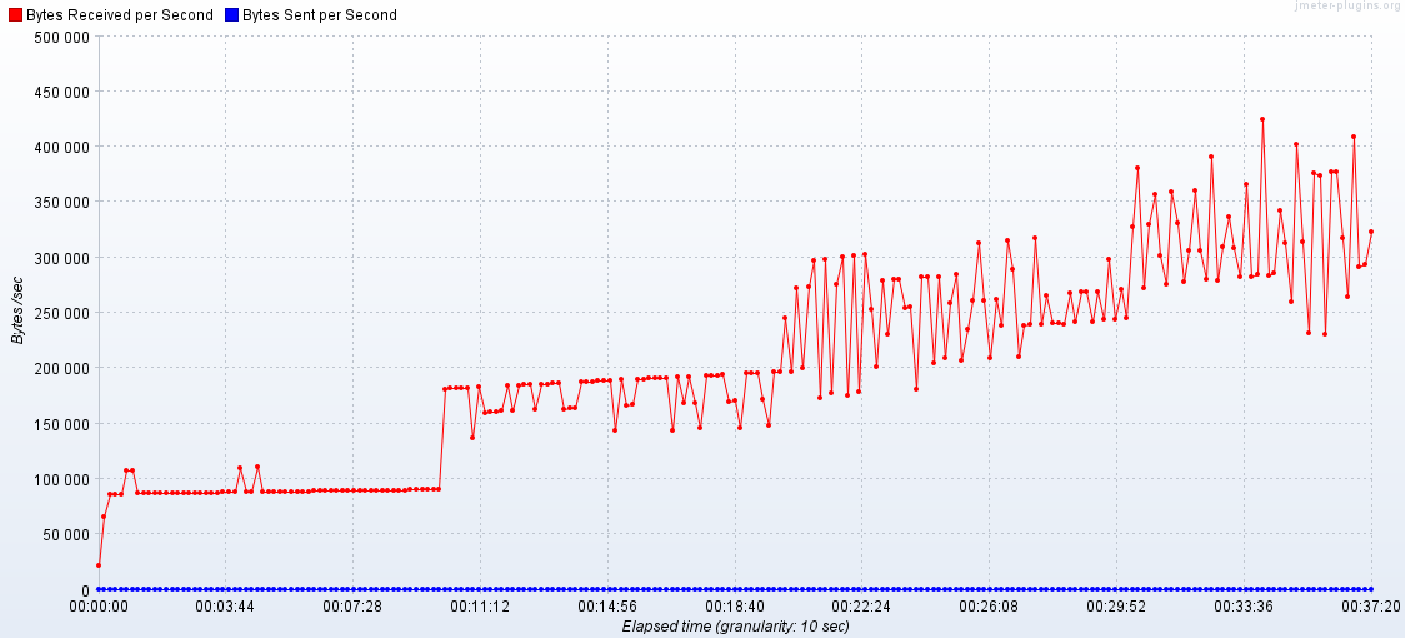 jmeter-plugins.org
Bytes Received per Second Bytes Sent per Second
500 000
450 000
400 000
350 000
300 000
250 000
200 000
150 000
100 000
50 000
0
Bytes /sec
00:00:00 00:03:44 00:07:28 00:11:12 00:14:56 00:18:40 00:22:24 00:26:08 00:29:52 00:33:36 00:37:20
Elapsed time (granularity: 10 sec)